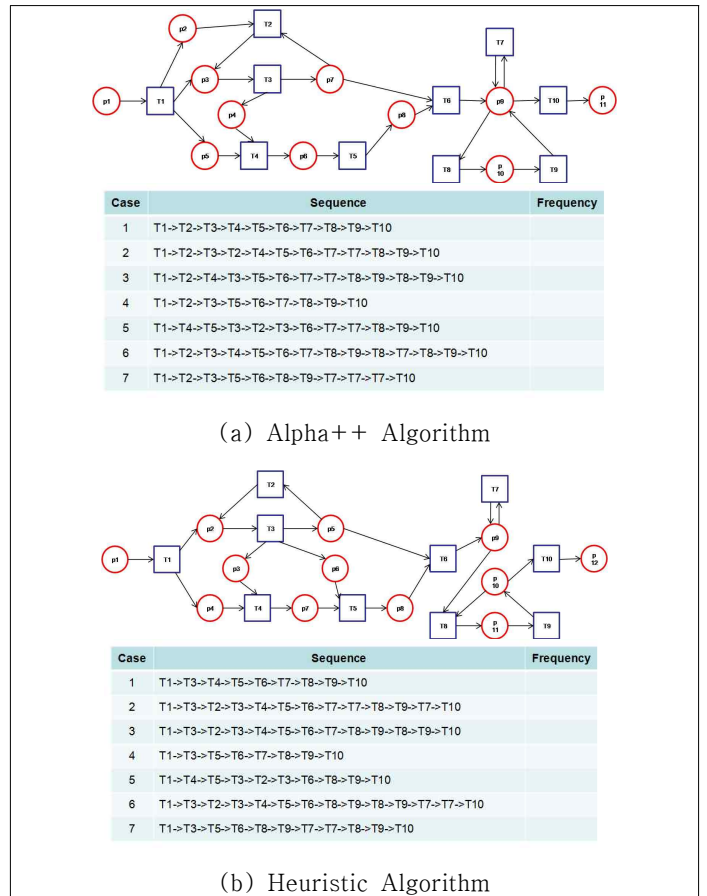 T7
T2
p2
p3
T3
p7
p1
T1
T6
p9
T10
p
11
p4
p8
p5
T4
p6
T5
T8
p
10
T9
Case Sequence Frequency
1 T1->T2->T3->T4->T5->T6->T7->T8->T9->T10
2 T1->T2->T3->T2->T4->T5->T6->T7->T7->T8->T9->T10
3 T1->T2->T4->T3->T5->T6->T7->T7->T8->T9->T8->T9->T10
4 T1->T2->T3->T5->T6->T7->T8->T9->T10
5 T1->T4->T5->T3->T2->T3->T6->T7->T7->T8->T9->T10
6 T1->T2->T3->T4->T5->T6->T7->T8->T9->T8->T7->T8->T9->T10
7 T1->T2->T3->T5->T6->T8->T9->T7->T7->T7->T10
(a) Alpha++ Algorithm
T2
T7
p2
T3
p5
p9
p1
T1
T6
T10
p
12
p3
p6
p
10
p4
T4
p7
T5
p8
T8
p
11
T9
Case Sequence Frequency
1 T1->T3->T4->T5->T6->T7->T8->T9->T10
2 T1->T3->T2->T3->T4->T5->T6->T7->T7->T8->T9->T7->T10
3 T1->T3->T2->T3->T4->T5->T6->T7->T8->T9->T8->T9->T10
4 T1->T3->T5->T6->T7->T8->T9->T10
5 T1->T4->T5->T3->T2->T3->T6->T8->T9->T10
6 T1->T3->T2->T3->T4->T5->T6->T8->T9->T8->T9->T7->T7->T10
7 T1->T3->T5->T6->T8->T9->T7->T7->T8->T9->T10
(b) Heuristic Algorithm